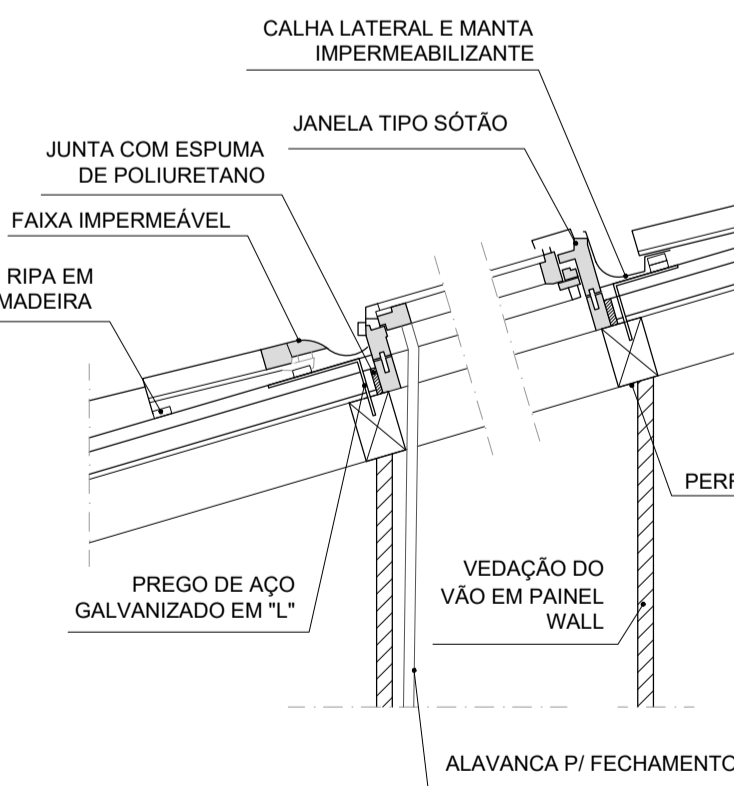 CALHA LATERAL E MANTA
IMPERMEABILIZANTE
JANELA TIPO SÓTÃO
JUNTA COM ESPUMA
DE POLIURETANO
FAIXA IMPERMEÁVEL
RIPA EM
MADEIRA
PERF
PREGO DE AÇO
GALVANIZADO EM "L"
VEDAÇÃO DO
VÃO EM PAINEL
WALL
ALAVANCA P/ FECHAMENTO